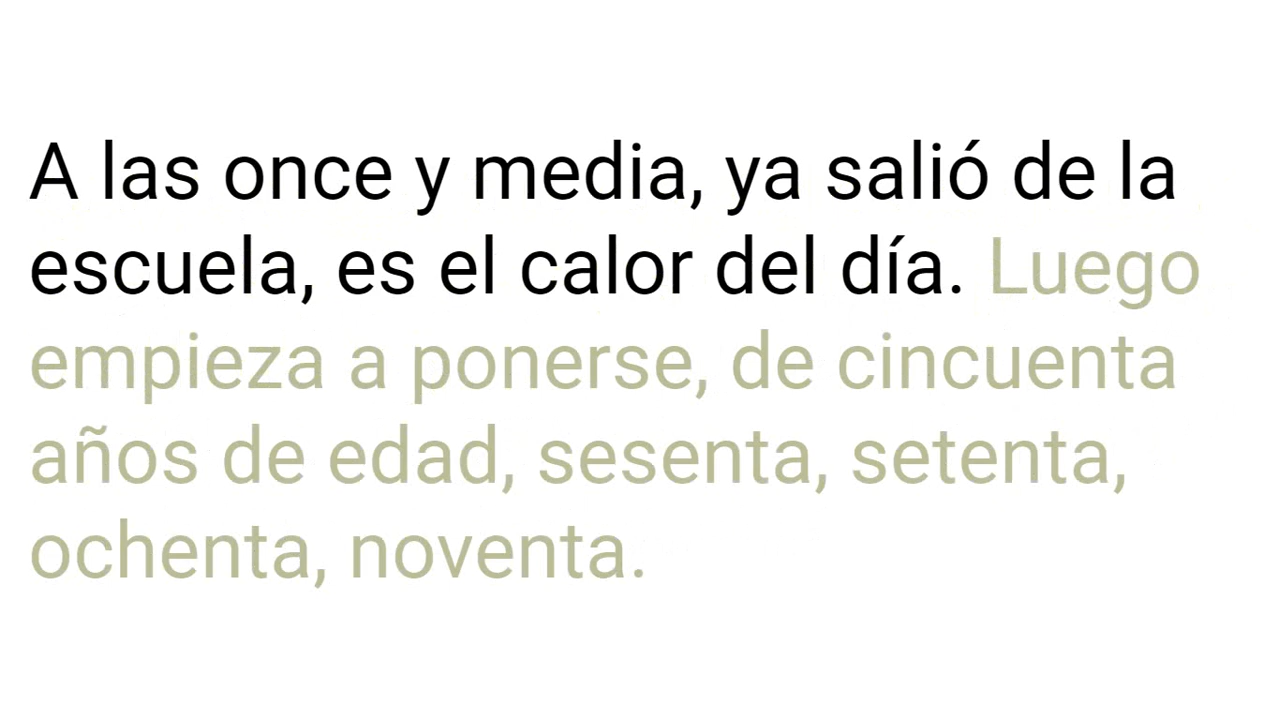 A las once y media, ya salió de la
escuela, es el calor del día. Luego
empieza a ponerse, de cincuenta
años de edad, sesenta, setenta,
ochenta, noventa.